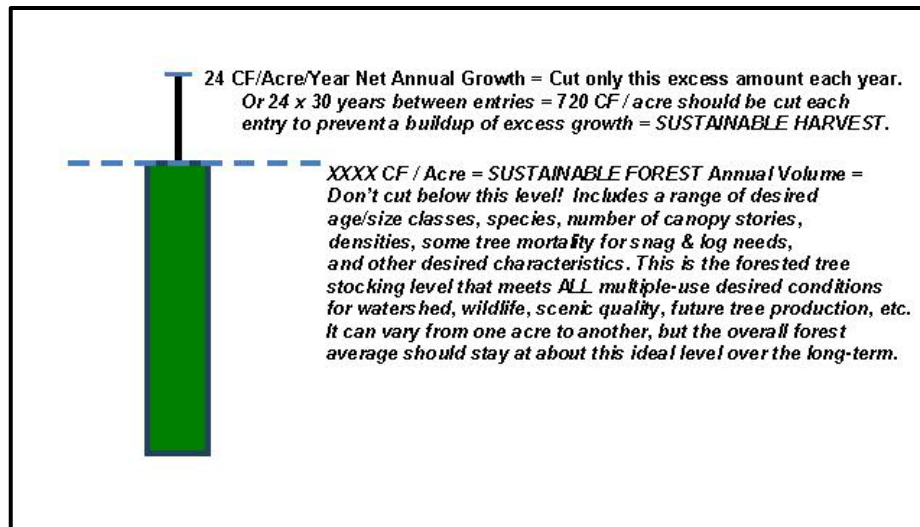 24 CF/Acre/Year Net Annual Growth = Cut only this excess amount each year.
Or 24 x 30 years between entries = 720 CF / acre should be cut each
entry to prevent a buildup of excess growth = SUSTAINABLE HARVEST.
XXXX CF / Acre = SUSTAINABLE FOREST Annual Volume =
Don't cut below this level! Includes a range of desired
age/size classes, species, number of canopy stories,
densities, some tree mortality for snag & log needs,
and other desired characteristics. This is the forested tree
stocking level that meets ALL multiple-use desired conditions
for watershed, wildlife, scenic quality, future tree production, etc.
It can vary from one acre to another, but the overall forest
average should stay at about this ideal level over the long-term.